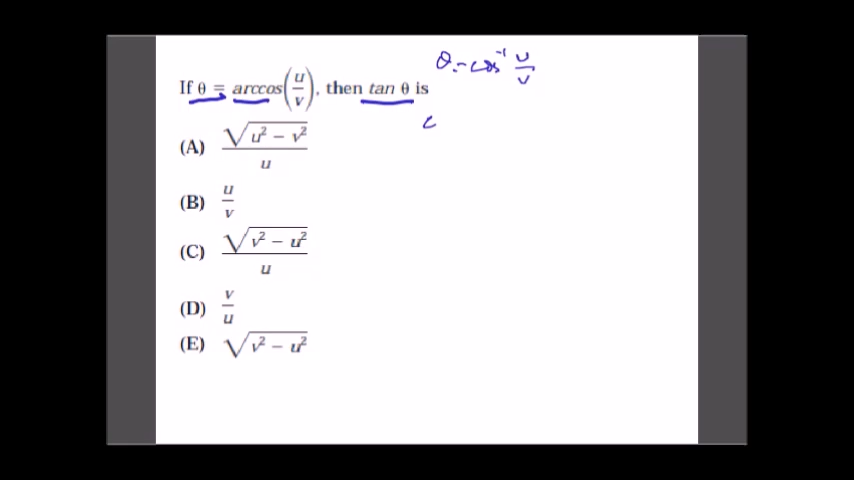 θ = cos⁻¹ u/v
If θ = arccos(u/v), then tan θ is
c
(A) √(u² − v²)/u
(B) u/v
(C) √(v² − u²)/u
(D) v/u
(E) √(v² − u²)